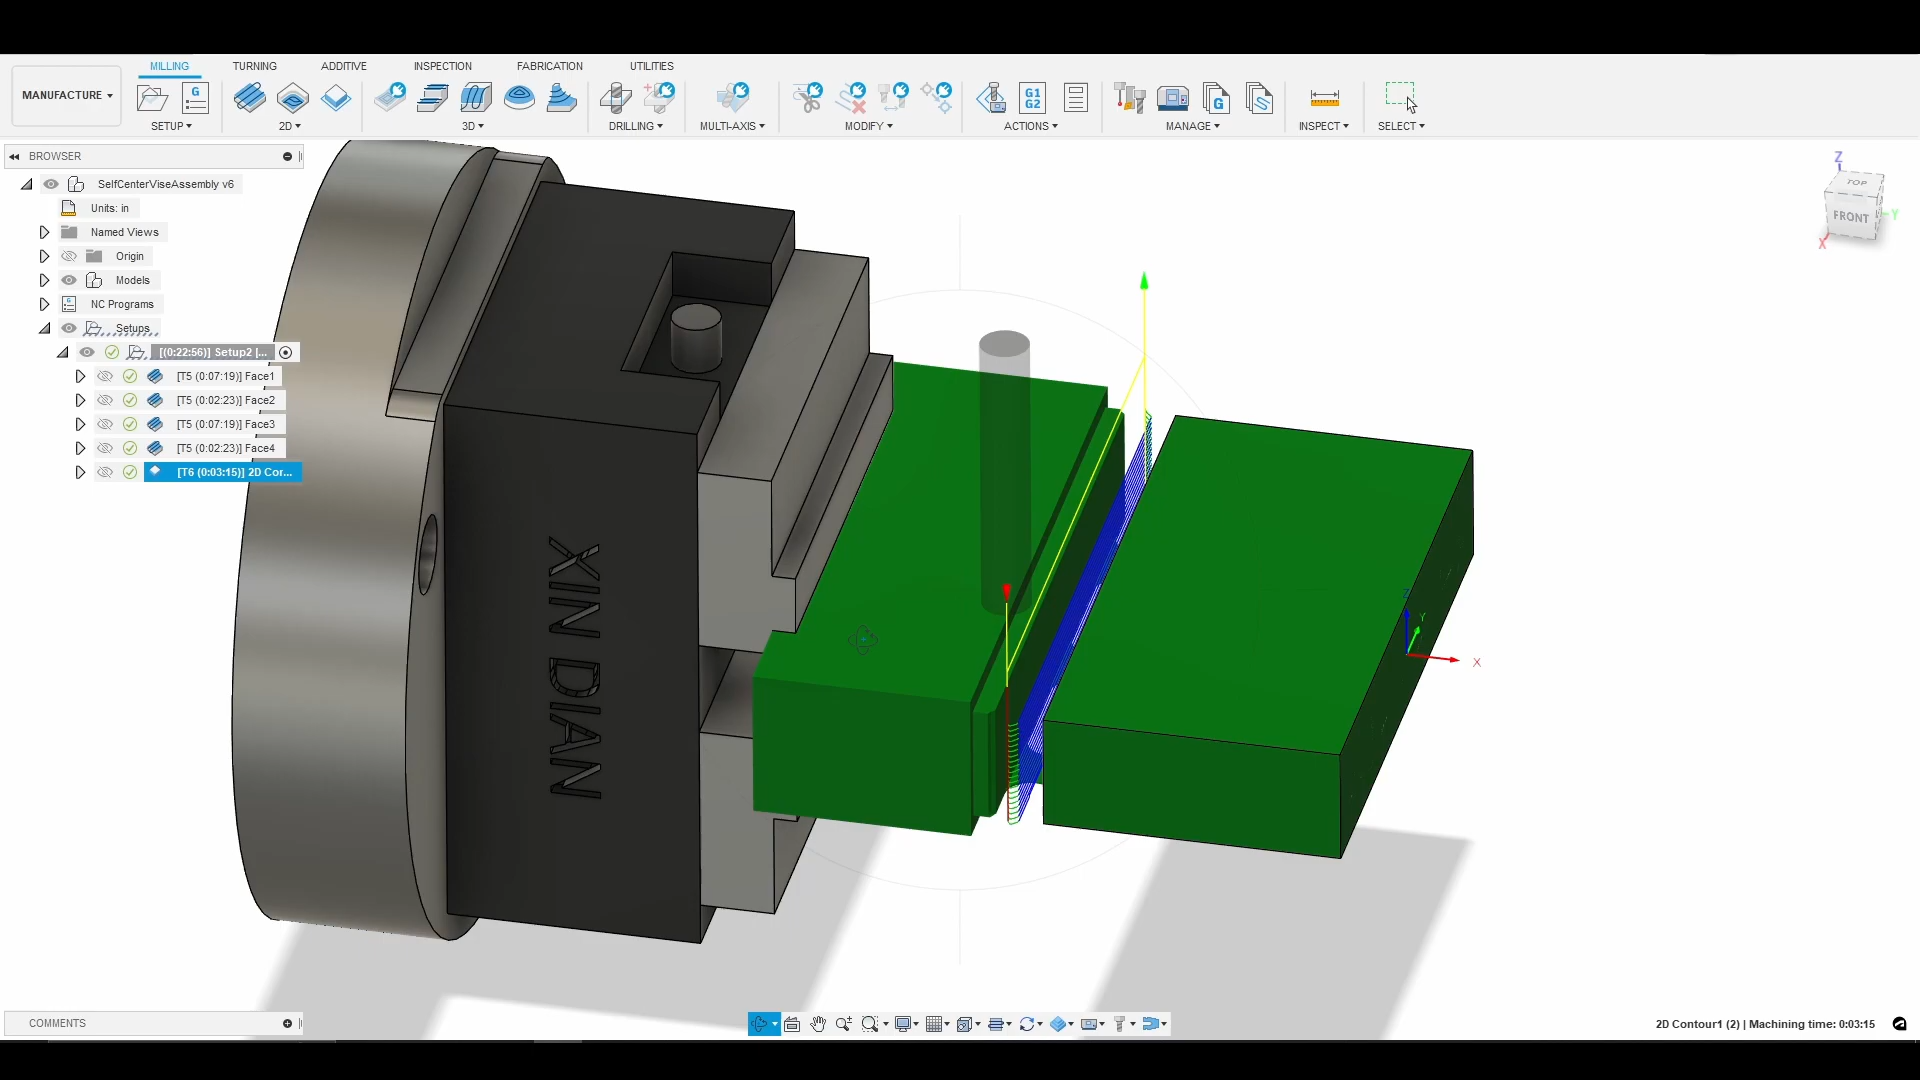 MILLING TURNING ADDITIVE INSPECTION FABRICATION UTILITIES
MANUFACTURE
G G1 G2 G
SETUP 2D 3D DRILLING MULTI-AXIS MODIFY ACTIONS MANAGE INSPECT SELECT
BROWSER
SelfCenterViseAssembly v6
Units: in
Named Views
Origin
Models
NC Programs
Setups
[(0:22:56)] Setup2 |...
[T5 (0:07:19)] Face1
[T5 (0:02:23)] Face2
[T5 (0:07:19)] Face3
[T5 (0:02:23)] Face4
[T6 (0:03:15)] 2D Cor...
XIN DIAN
Z
TOP
FRONT
Y
X
Z
Y
X
COMMENTS
2D Contour1 (2) | Machining time: 0:03:15